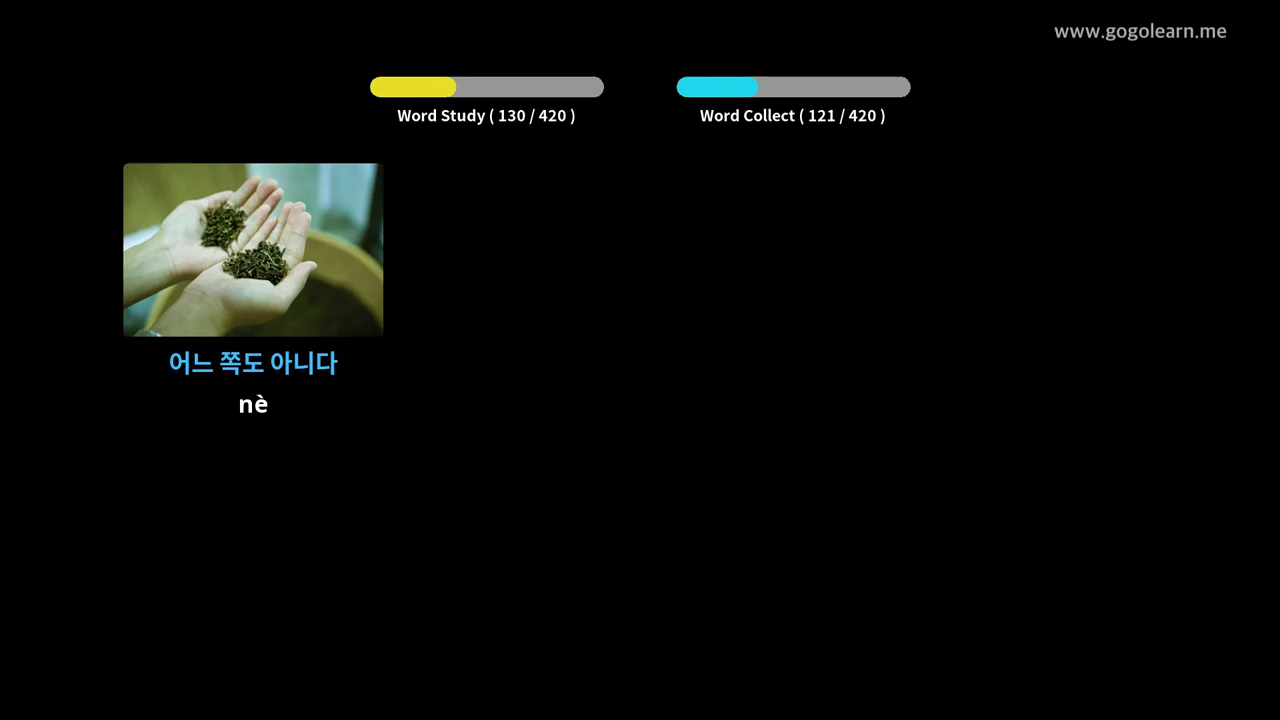 www.gogolearn.me
Word Study ( 130 / 420 )
Word Collect ( 121 / 420 )
어느 쪽도 아니다
nè